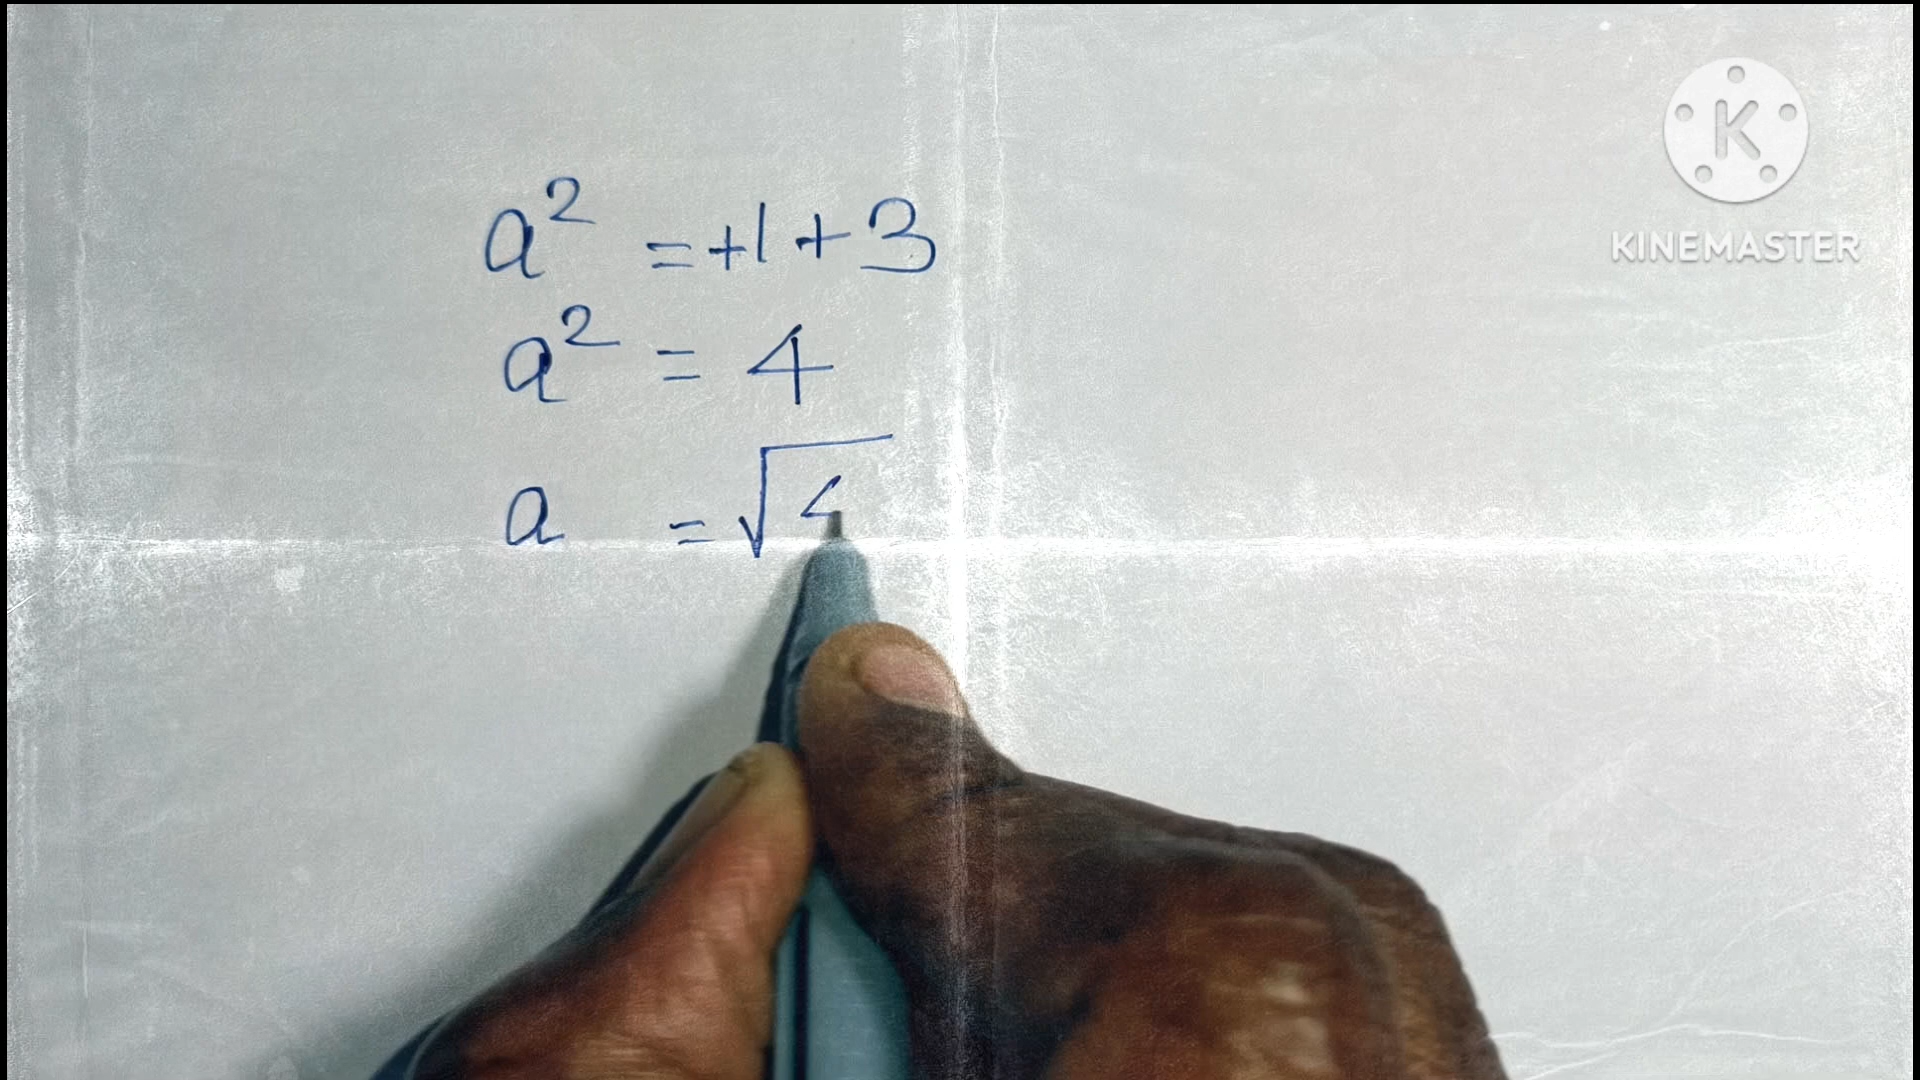 a² = +1 + 3
K
KINEMASTER
a² = 4
a = √4